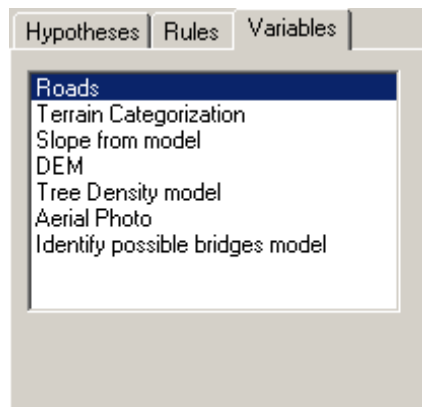 Hypotheses Rules Variables
Roads
Terrain Categorization
Slope from model
DEM
Tree Density model
Aerial Photo
Identify possible bridges model